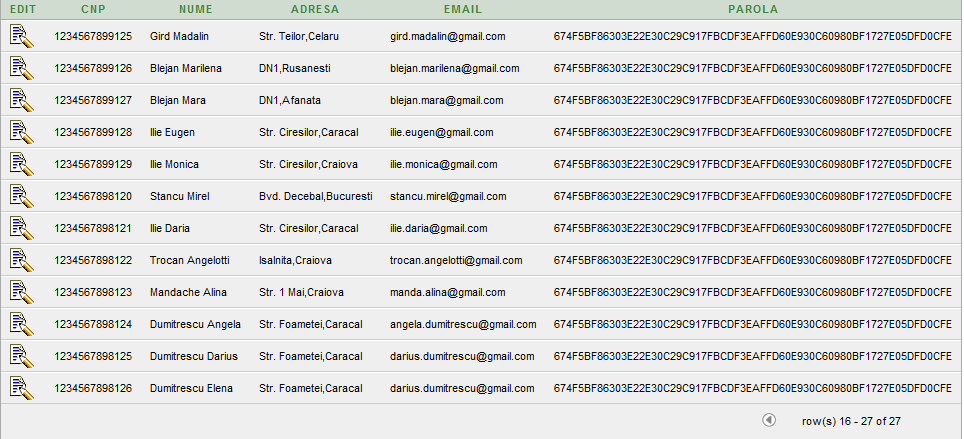 EDIT CNP NUME ADRESA EMAIL PAROLA
1234567899125 Gird Madalin Str. Teilor,Celaru gird.madalin@gmail.com 674F5BF86303E22E30C29C917FBCDF3EAFFD60E930C60980BF1727E05DFD0CFE
1234567899126 Blejan Marilena DN1,Rusanesti blejan.marilena@gmail.com 674F5BF86303E22E30C29C917FBCDF3EAFFD60E930C60980BF1727E05DFD0CFE
1234567899127 Blejan Mara DN1,Afanata blejan.mara@gmail.com 674F5BF86303E22E30C29C917FBCDF3EAFFD60E930C60980BF1727E05DFD0CFE
1234567899128 Ilie Eugen Str. Ciresilor,Caracal ilie.eugen@gmail.com 674F5BF86303E22E30C29C917FBCDF3EAFFD60E930C60980BF1727E05DFD0CFE
1234567899129 Ilie Monica Str. Ciresilor,Craiova ilie.monica@gmail.com 674F5BF86303E22E30C29C917FBCDF3EAFFD60E930C60980BF1727E05DFD0CFE
1234567898120 Stancu Mirel Bvd. Decebal,Bucuresti stancu.mirel@gmail.com 674F5BF86303E22E30C29C917FBCDF3EAFFD60E930C60980BF1727E05DFD0CFE
1234567898121 Ilie Daria Str. Ciresilor,Caracal ilie.daria@gmail.com 674F5BF86303E22E30C29C917FBCDF3EAFFD60E930C60980BF1727E05DFD0CFE
1234567898122 Trocan Angelotti Isalnita,Craiova trocan.angelotti@gmail.com 674F5BF86303E22E30C29C917FBCDF3EAFFD60E930C60980BF1727E05DFD0CFE
1234567898123 Mandache Alina Str. 1 Mai,Craiova manda.alina@gmail.com 674F5BF86303E22E30C29C917FBCDF3EAFFD60E930C60980BF1727E05DFD0CFE
1234567898124 Dumitrescu Angela Str. Foametei,Caracal angela.dumitrescu@gmail.com 674F5BF86303E22E30C29C917FBCDF3EAFFD60E930C60980BF1727E05DFD0CFE
1234567898125 Dumitrescu Darius Str. Foametei,Caracal darius.dumitrescu@gmail.com 674F5BF86303E22E30C29C917FBCDF3EAFFD60E930C60980BF1727E05DFD0CFE
1234567898126 Dumitrescu Elena Str. Foametei,Caracal darius.dumitrescu@gmail.com 674F5BF86303E22E30C29C917FBCDF3EAFFD60E930C60980BF1727E05DFD0CFE
row(s) 16 - 27 of 27